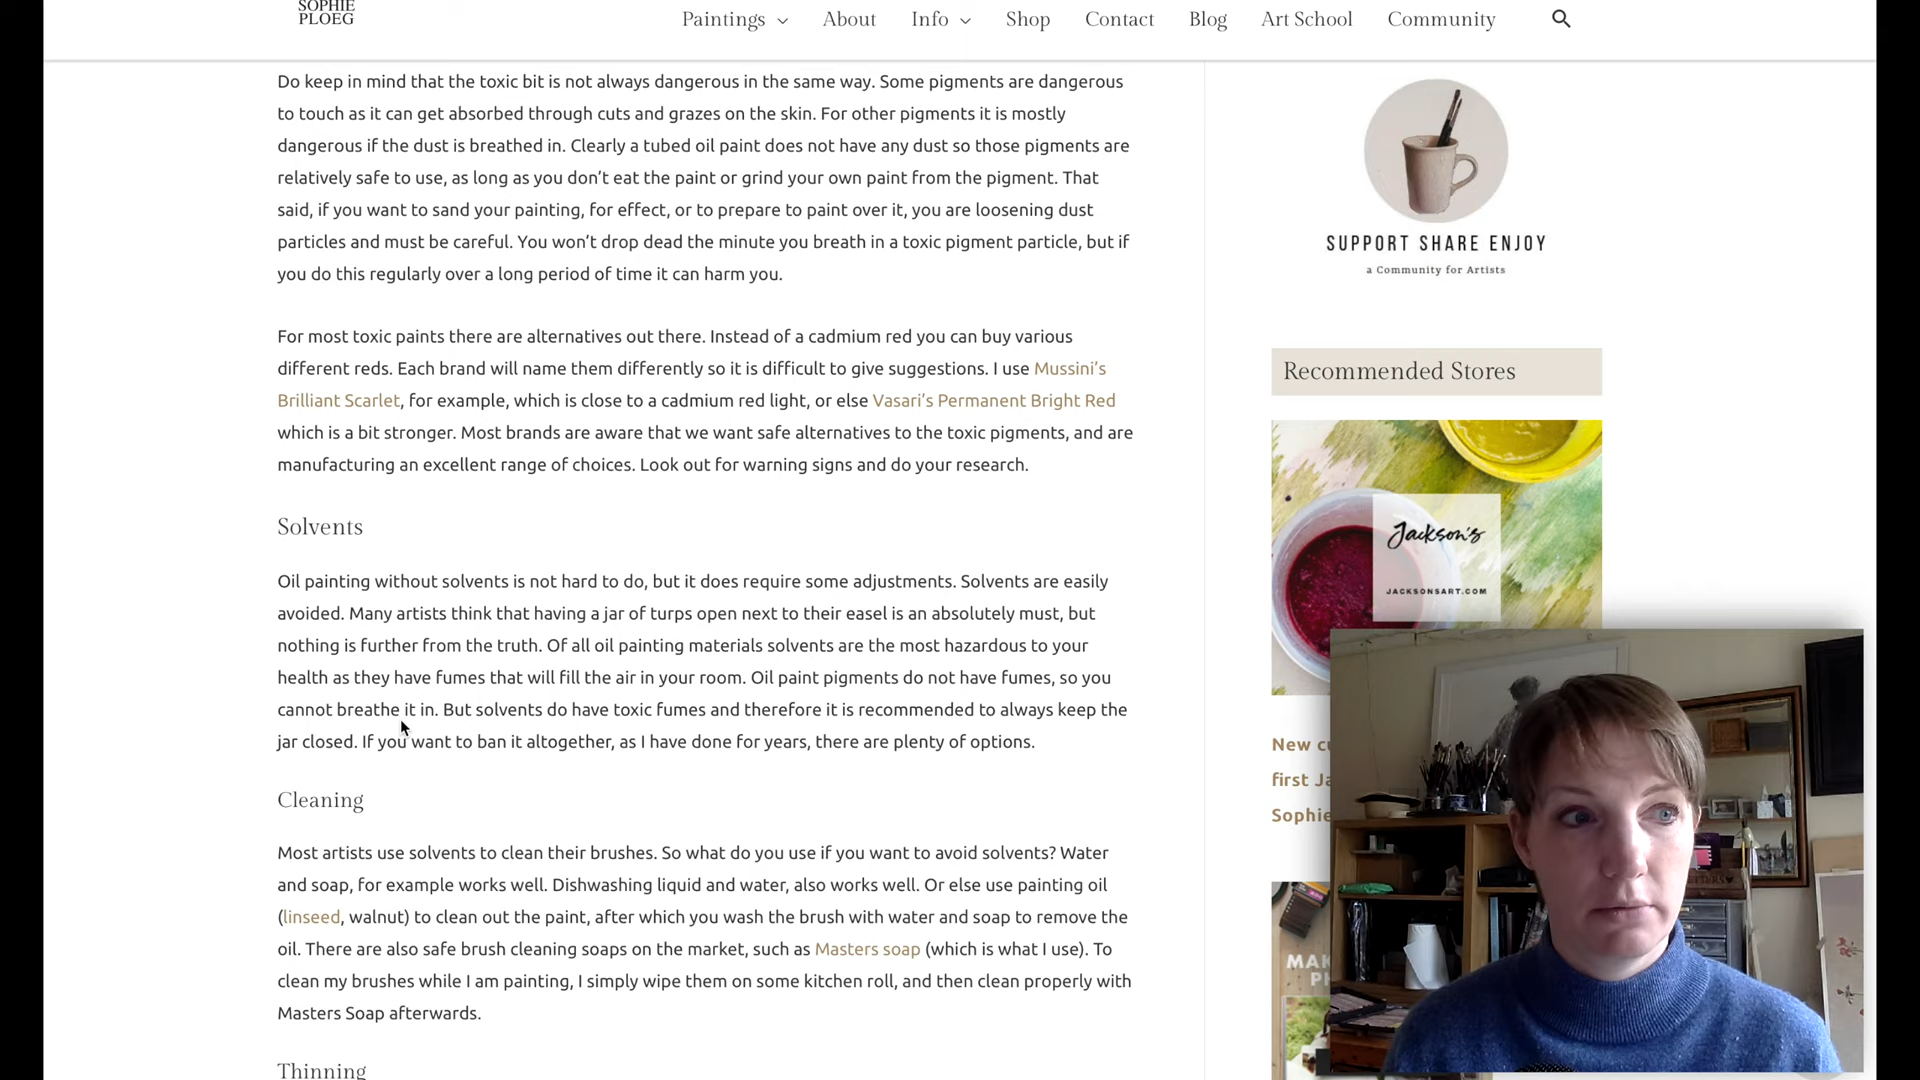 SOPHIE
PLOEG
Paintings About Info Shop Contact Blog Art School Community
Do keep in mind that the toxic bit is not always dangerous in the same way. Some pigments are dangerous
to touch as it can get absorbed through cuts and grazes on the skin. For other pigments it is mostly
dangerous if the dust is breathed in. Clearly a tubed oil paint does not have any dust so those pigments are
relatively safe to use, as long as you don’t eat the paint or grind your own paint from the pigment. That
said, if you want to sand your painting, for effect, or to prepare to paint over it, you are loosening dust
particles and must be careful. You won’t drop dead the minute you breath in a toxic pigment particle, but if
you do this regularly over a long period of time it can harm you.
For most toxic paints there are alternatives out there. Instead of a cadmium red you can buy various
different reds. Each brand will name them differently so it is difficult to give suggestions. I use Mussini’s
Brilliant Scarlet, for example, which is close to a cadmium red light, or else Vasari’s Permanent Bright Red
which is a bit stronger. Most brands are aware that we want safe alternatives to the toxic pigments, and are
manufacturing an excellent range of choices. Look out for warning signs and do your research.
Solvents
Oil painting without solvents is not hard to do, but it does require some adjustments. Solvents are easily
avoided. Many artists think that having a jar of turps open next to their easel is an absolutely must, but
nothing is further from the truth. Of all oil painting materials solvents are the most hazardous to your
health as they have fumes that will fill the air in your room. Oil paint pigments do not have fumes, so you
cannot breathe it in. But solvents do have toxic fumes and therefore it is recommended to always keep the
jar closed. If you want to ban it altogether, as I have done for years, there are plenty of options.
Cleaning
Most artists use solvents to clean their brushes. So what do you use if you want to avoid solvents? Water
and soap, for example works well. Dishwashing liquid and water, also works well. Or else use painting oil
(linseed, walnut) to clean out the paint, after which you wash the brush with water and soap to remove the
oil. There are also safe brush cleaning soaps on the market, such as Masters soap (which is what I use). To
clean my brushes while I am painting, I simply wipe them on some kitchen roll, and then clean properly with
Masters Soap afterwards.
Thinning
SUPPORT SHARE ENJOY
a Community for Artists
Recommended Stores
Jackson's
JACKSONSART.COM
New
first
Sophie